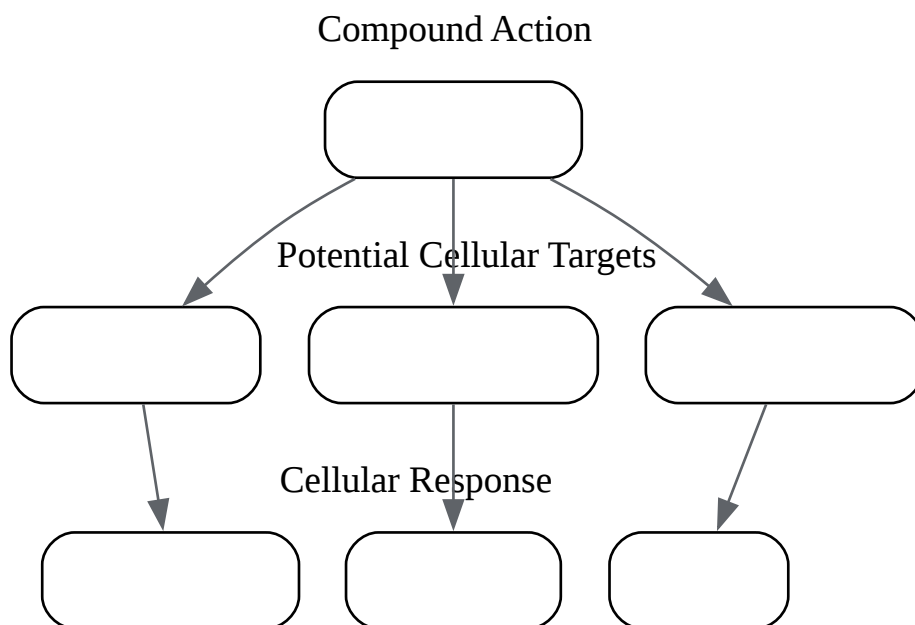 Compound Action
Potential Cellular Targets
Cellular Response